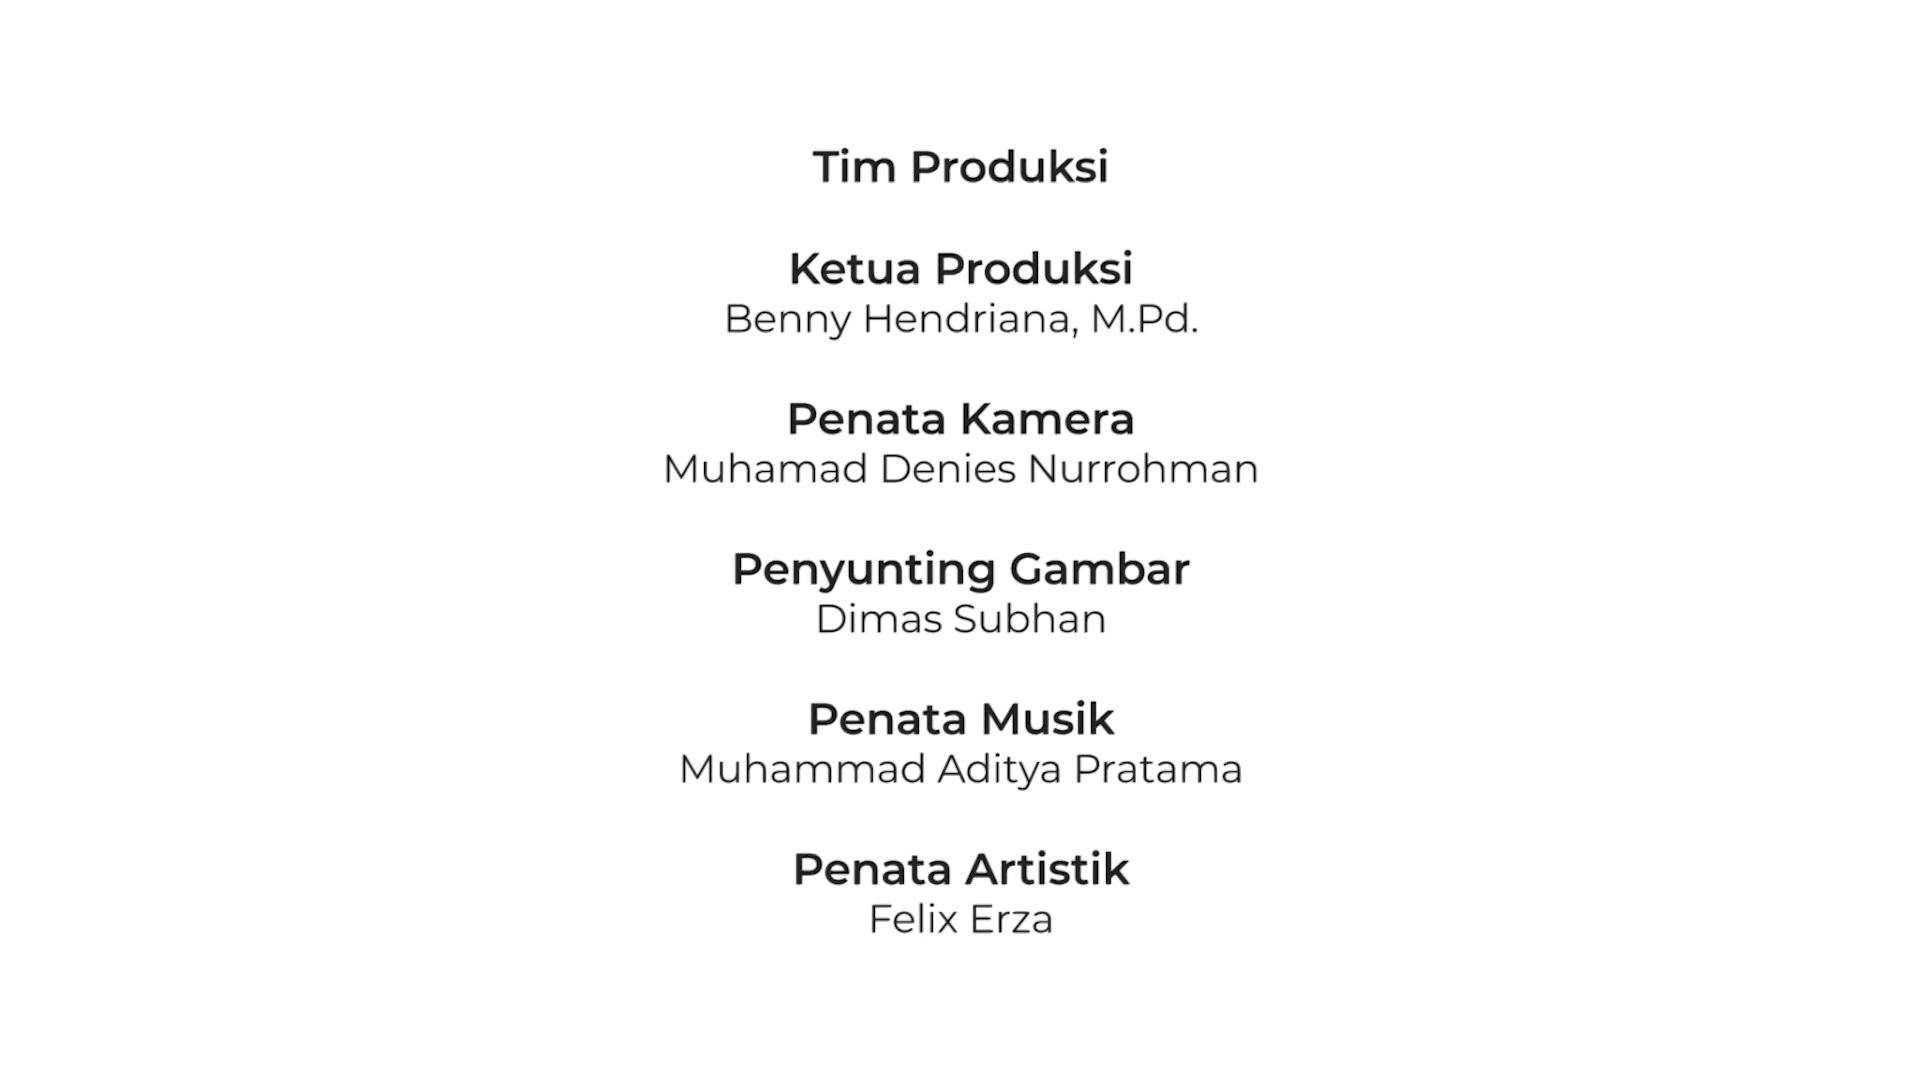 Tim Produksi
Ketua Produksi
Benny Hendriana, M.Pd.
Penata Kamera
Muhamad Denies Nurrohman
Penyunting Gambar
Dimas Subhan
Penata Musik
Muhammad Aditya Pratama
Penata Artistik
Felix Erza